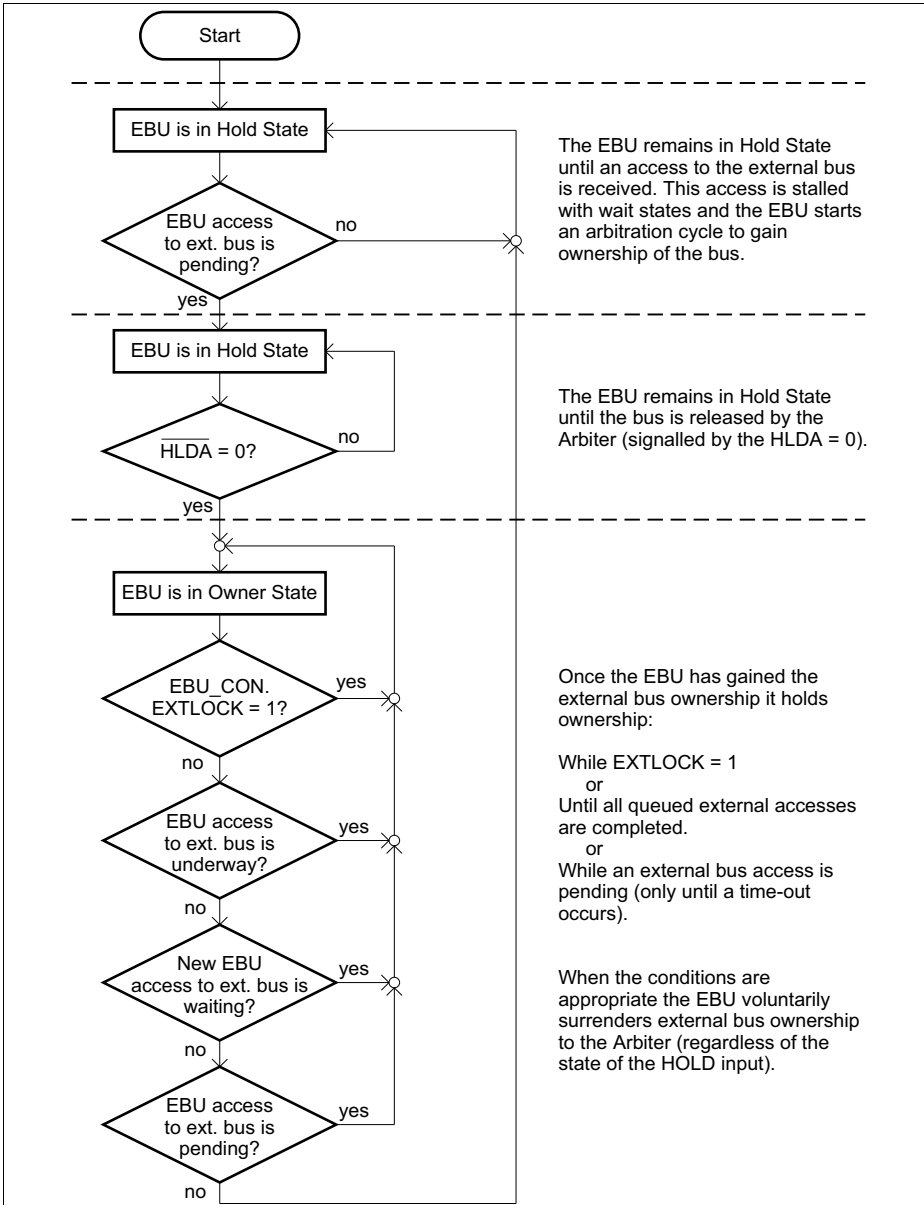 Start
EBU is in Hold State
EBU access
to ext. bus is
pending?
no
yes
The EBU remains in Hold State
until an access to the external bus
is received. This access is stalled
with wait states and the EBU starts
an arbitration cycle to gain
ownership of the bus.
EBU is in Hold State
HLDA = 0?
no
yes
The EBU remains in Hold State
until the bus is released by the
Arbiter (signalled by the HLDA = 0).
EBU is in Owner State
EBU_CON.
EXTLOCK = 1?
yes
no
EBU access
to ext. bus is
underway?
yes
no
New EBU
access to ext. bus is
waiting?
yes
no
EBU access
to ext. bus is
pending?
yes
no
Once the EBU has gained the
external bus ownership it holds
ownership:
While EXTLOCK = 1
or
Until all queued external accesses
are completed.
or
While an external bus access is
pending (only until a time-out
occurs).
When the conditions are
appropriate the EBU voluntarily
surrenders external bus ownership
to the Arbiter (regardless of the
state of the HOLD input).